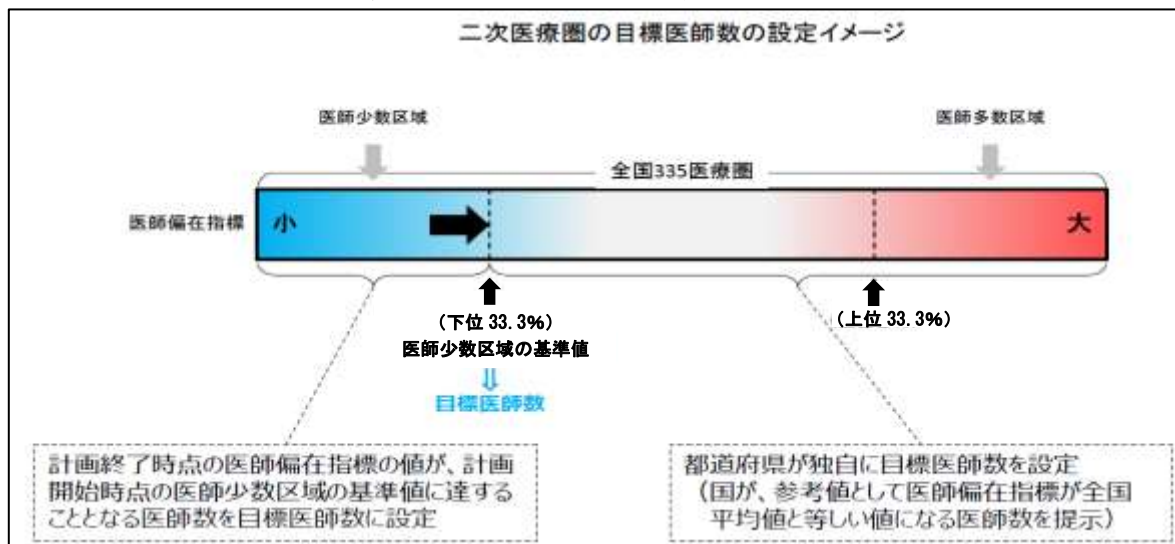 二次医療圏の目標医師数の設定イメージ
医師少数区域
医師多数区域
全国335医療圏
医師偏在指標
小
大
(下位 33.3%)
医師少数区域の基準値
目標医師数
(上位 33.3%)
計画終了時点の医師偏在指標の値が、計画
開始時点の医師少数区域の基準値に達する
こととなる医師数を目標医師数に設定
都道府県が独自に目標医師数を設定
(国が、参考値として医師偏在指標が全国
平均値と等しい値になる医師数を提示)